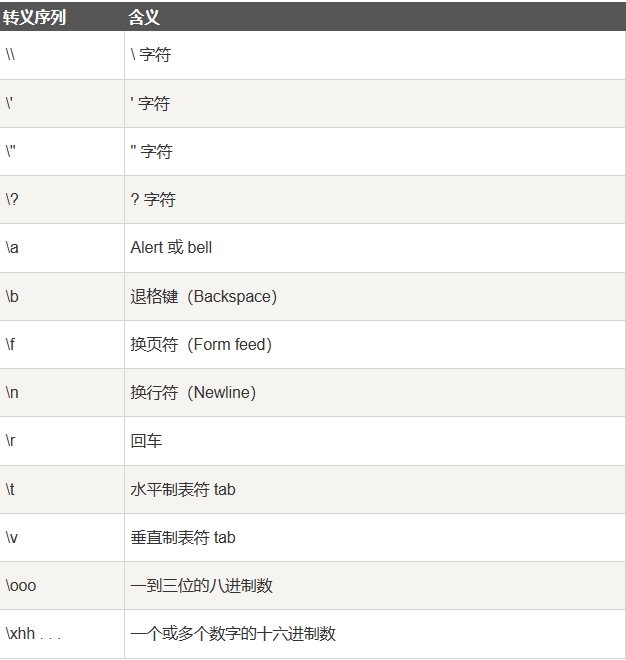 转义序列 含义
\\ \ 字符
\' ' 字符
\" " 字符
\? ? 字符
\a Alert 或 bell
\b 退格键（Backspace）
\f 换页符（Form feed）
\n 换行符（Newline）
\r 回车
\t 水平制表符 tab
\v 垂直制表符 tab
\ooo 一到三位的八进制数
\xhh . . . 一个或多个数字的十六进制数